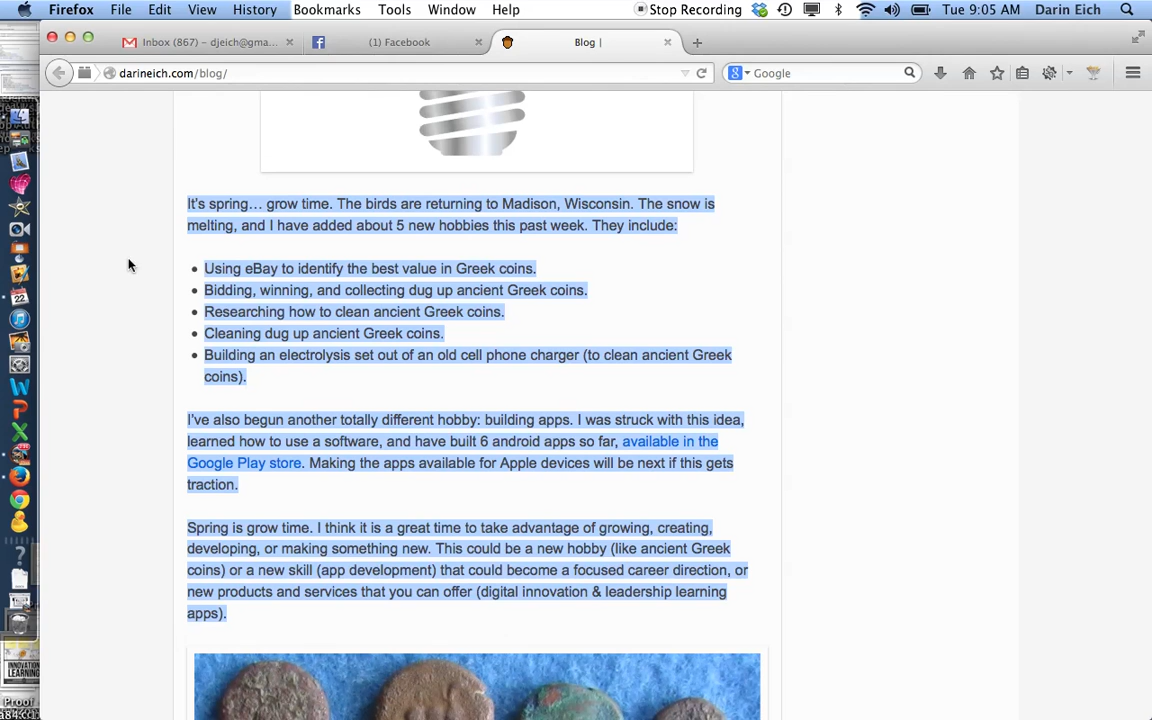 Firefox File Edit View History Bookmarks Tools Window Help Stop Recording Tue 9:05 AM Darin Eich
Inbox (867) – djeich@gma... (1) Facebook Blog |
darineich.com/blog/ Google
It's spring… grow time. The birds are returning to Madison, Wisconsin. The snow is
melting, and I have added about 5 new hobbies this past week. They include:
Using eBay to identify the best value in Greek coins.
Bidding, winning, and collecting dug up ancient Greek coins.
Researching how to clean ancient Greek coins.
Cleaning dug up ancient Greek coins.
Building an electrolysis set out of an old cell phone charger (to clean ancient Greek
coins).
I've also begun another totally different hobby: building apps. I was struck with this idea,
learned how to use a software, and have built 6 android apps so far, available in the
Google Play store. Making the apps available for Apple devices will be next if this gets
traction.
Spring is grow time. I think it is a great time to take advantage of growing, creating,
developing, or making something new. This could be a new hobby (like ancient Greek
coins) or a new skill (app development) that could become a focused career direction, or
new products and services that you can offer (digital innovation & leadership learning
apps).
22
INNOVATION
LEARNING
Proof